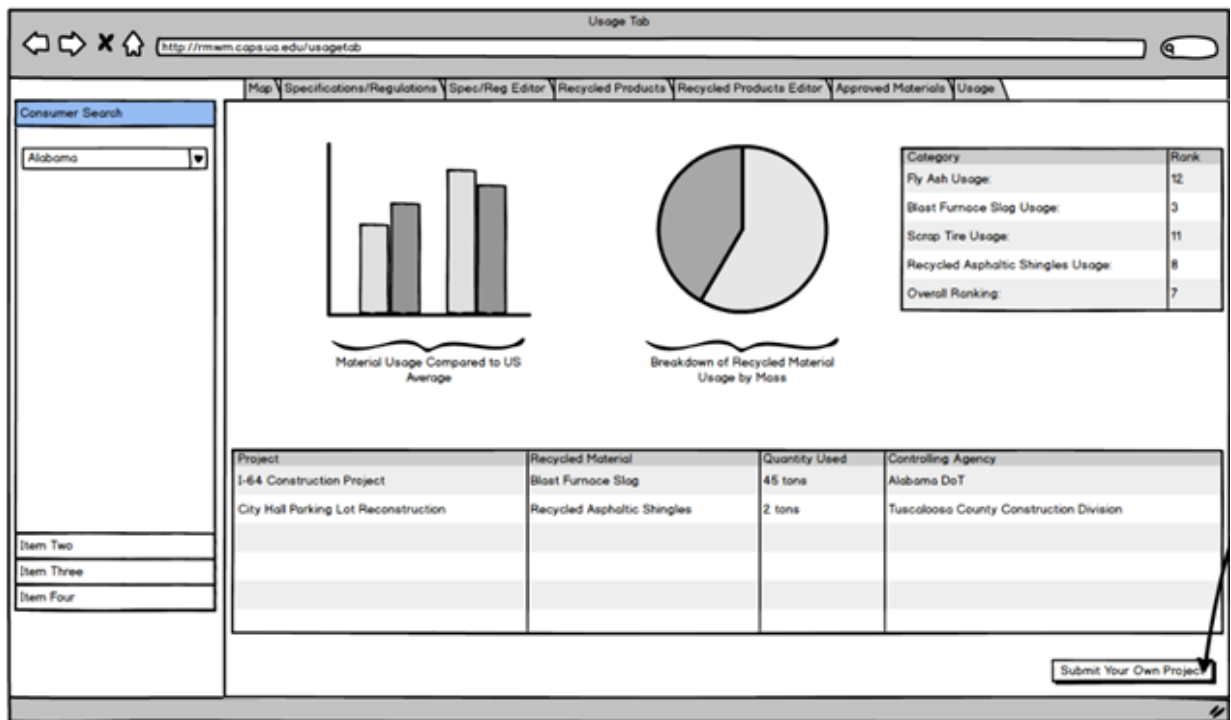 Usage Tab
http://rmwm.caps.ua.edu/usagetab
Map Specifications/Regulations Spec/Reg Editor Recycled Products Recycled Products Editor Approved Materials Usage
Consumer Search
Alabama
Item Two
Item Three
Item Four
Material Usage Compared to US
Average
Breakdown of Recycled Material
Usage by Mass
Category Rank
Fly Ash Usage: 12
Blast Furnace Slag Usage: 3
Scrap Tire Usage: 11
Recycled Asphaltic Shingles Usage: 8
Overall Ranking: 7
Project Recycled Material Quantity Used Controlling Agency
I-64 Construction Project Blast Furnace Slag 45 tons Alabama DoT
City Hall Parking Lot Reconstruction Recycled Asphaltic Shingles 2 tons Tuscaloosa County Construction Division
Submit Your Own Project